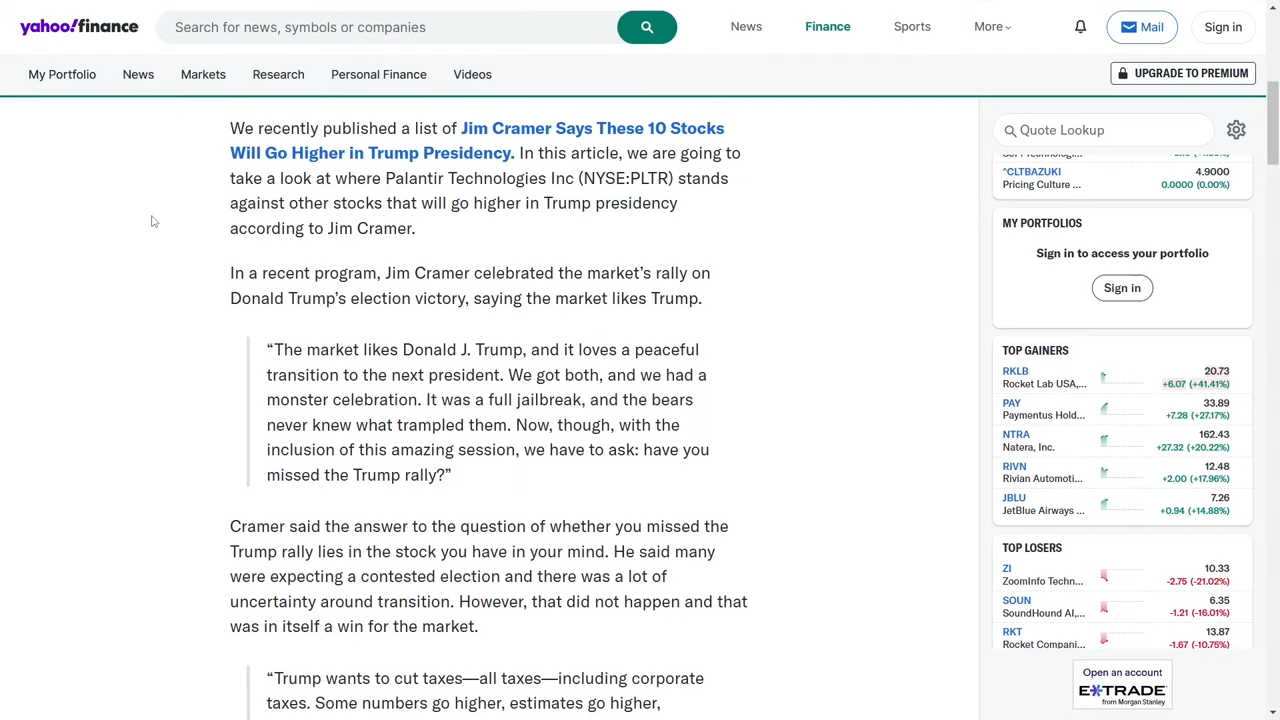 yahoo!finance
Search for news, symbols or companies
News
Finance
Sports
More
Mail
Sign in
My Portfolio
News
Markets
Research
Personal Finance
Videos
UPGRADE TO PREMIUM
We recently published a list of Jim Cramer Says These 10 Stocks
Will Go Higher in Trump Presidency. In this article, we are going to
take a look at where Palantir Technologies Inc (NYSE:PLTR) stands
against other stocks that will go higher in Trump presidency
according to Jim Cramer.
In a recent program, Jim Cramer celebrated the market’s rally on
Donald Trump’s election victory, saying the market likes Trump.
“The market likes Donald J. Trump, and it loves a peaceful
transition to the next president. We got both, and we had a
monster celebration. It was a full jailbreak, and the bears
never knew what trampled them. Now, though, with the
inclusion of this amazing session, we have to ask: have you
missed the Trump rally?”
Cramer said the answer to the question of whether you missed the
Trump rally lies in the stock you have in your mind. He said many
were expecting a contested election and there was a lot of
uncertainty around transition. However, that did not happen and that
was in itself a win for the market.
“Trump wants to cut taxes—all taxes—including corporate
taxes. Some numbers go higher, estimates go higher,
Quote Lookup
^CLTBAZUKI 4.9000
Pricing Culture ... 0.0000 (0.00%)
MY PORTFOLIOS
Sign in to access your portfolio
Sign in
TOP GAINERS
RKLB 20.73
Rocket Lab USA,... +6.07 (+41.41%)
PAY 33.89
Paymentus Hold... +7.28 (+27.17%)
NTRA 162.43
Natera, Inc. +27.32 (+20.22%)
RIVN 12.48
Rivian Automoti... +2.00 (+17.96%)
JBLU 7.26
JetBlue Airways ... +0.94 (+14.88%)
TOP LOSERS
ZI 10.33
ZoomInfo Techn... -2.75 (-21.02%)
SOUN 6.35
SoundHound AI,... -1.21 (-16.01%)
RKT 13.87
Rocket Compani... -1.67 (-10.75%)
Open an account
E*TRADE
from Morgan Stanley